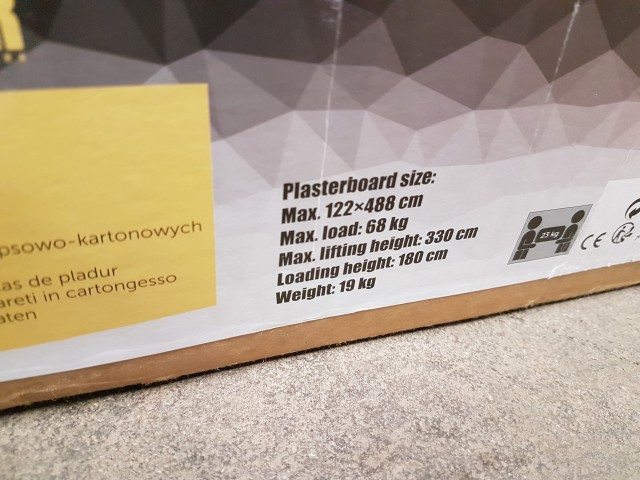 psowo-kartonowych
as de pladur
areti in cartongesso
aten
Plasterboard size:
Max. 122×488 cm
Max. load: 68 kg
Max. lifting height: 330 cm
Loading height: 180 cm
Weight: 19 kg
25 kg
CE